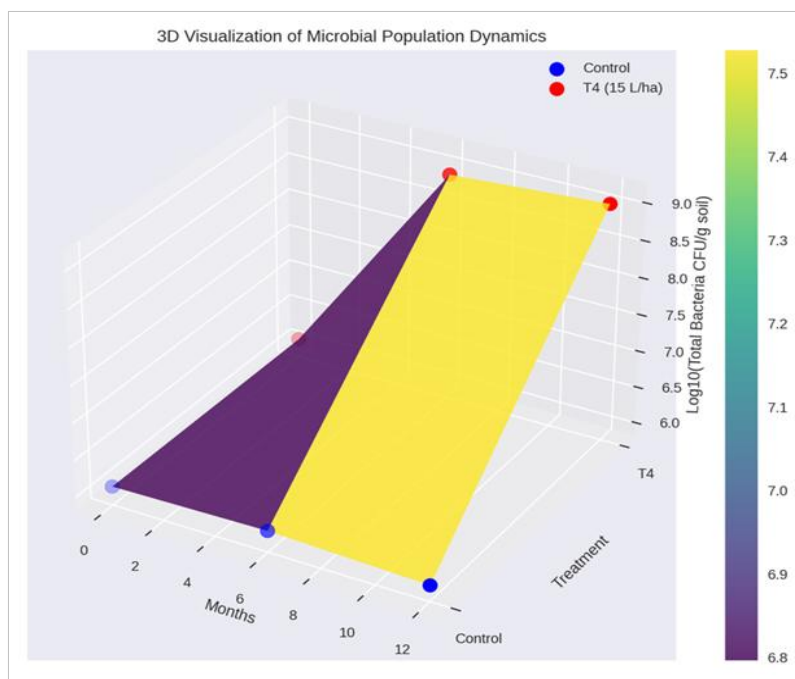 3D Visualization of Microbial Population Dynamics
Control
T4 (15 L/ha)
7.5
7.4
7.3
7.2
7.1
7.0
6.9
6.8
9.0
8.5
8.0
7.5
7.0
6.5
6.0
Log10(Total Bacteria CFU/g soil)
T4
Treatment
Control
0
2
4
6
8
10
12
Months